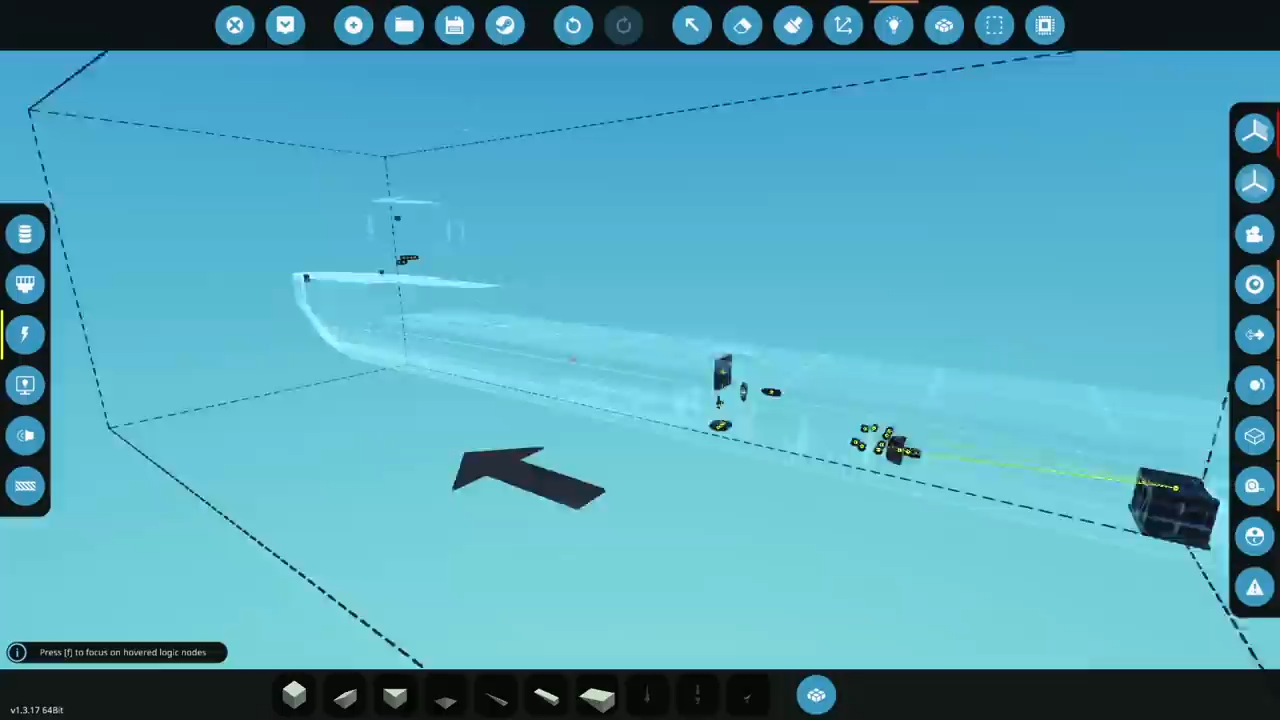 Press [f] to focus on hovered logic nodes
v1.3.17 64Bit